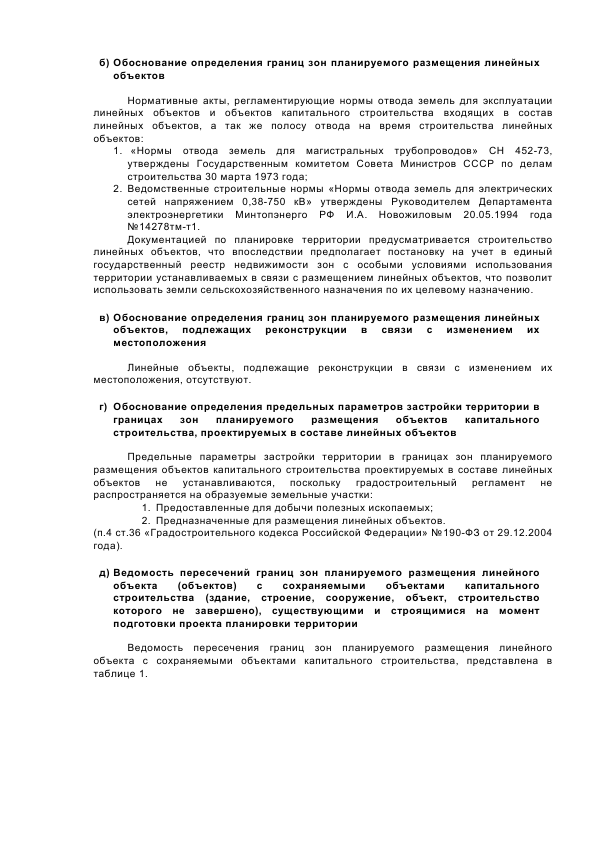 б) Обоснование определения границ зон планируемого размещения линейных
объектов
Нормативные акты, регламентирующие нормы отвода земель для эксплуатации
линейных объектов и объектов капитального строительства входящих в состав
линейных объектов, а так же полосу отвода на время строительства линейных
объектов:
1. «Нормы отвода земель для магистральных трубопроводов» СН 452-73,
утверждены Государственным комитетом Совета Министров СССР по делам
строительства 30 марта 1973 года;
2. Ведомственные строительные нормы «Нормы отвода земель для электрических
сетей напряжением 0,38-750 кВ» утверждены Руководителем Департамента
электроэнергетики Минтопэнерго РФ И.А. Новожиловым 20.05.1994 года
№14278тм-т1.
Документацией по планировке территории предусматривается строительство
линейных объектов, что впоследствии предполагает постановку на учет в единый
государственный реестр недвижимости зон с особыми условиями использования
территории устанавливаемых в связи с размещением линейных объектов, что позволит
использовать земли сельскохозяйственного назначения по их целевому назначению.
в) Обоснование определения границ зон планируемого размещения линейных
объектов, подлежащих реконструкции в связи с изменением их
местоположения
Линейные объекты, подлежащие реконструкции в связи с изменением их
местоположения, отсутствуют.
г) Обоснование определения предельных параметров застройки территории в
границах зон планируемого размещения объектов капитального
строительства, проектируемых в составе линейных объектов
Предельные параметры застройки территории в границах зон планируемого
размещения объектов капитального строительства проектируемых в составе линейных
объектов не устанавливаются, поскольку градостроительный регламент не
распространяется на образуемые земельные участки:
1. Предоставленные для добычи полезных ископаемых;
2. Предназначенные для размещения линейных объектов.
(п.4 ст.36 «Градостроительного кодекса Российской Федерации» №190-ФЗ от 29.12.2004
года).
д) Ведомость пересечений границ зон планируемого размещения линейного
объекта (объектов) с сохраняемыми объектами капитального
строительства (здание, строение, сооружение, объект, строительство
которого не завершено), существующими и строящимися на момент
подготовки проекта планировки территории
Ведомость пересечения границ зон планируемого размещения линейного
объекта с сохраняемыми объектами капитального строительства, представлена в
таблице 1.